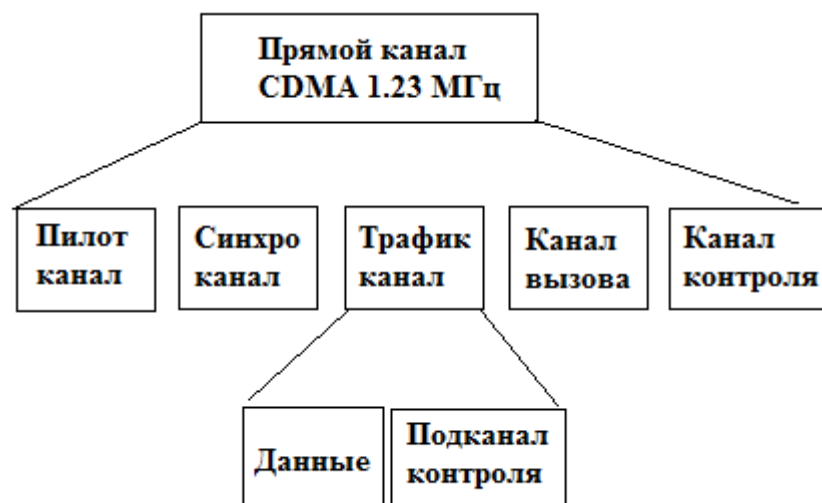 Прямой канал
CDMA 1.23 МГц
Пилот
канал
Синхро
канал
Трафик
канал
Канал
вызова
Канал
контроля
Данные
Подканал
контроля